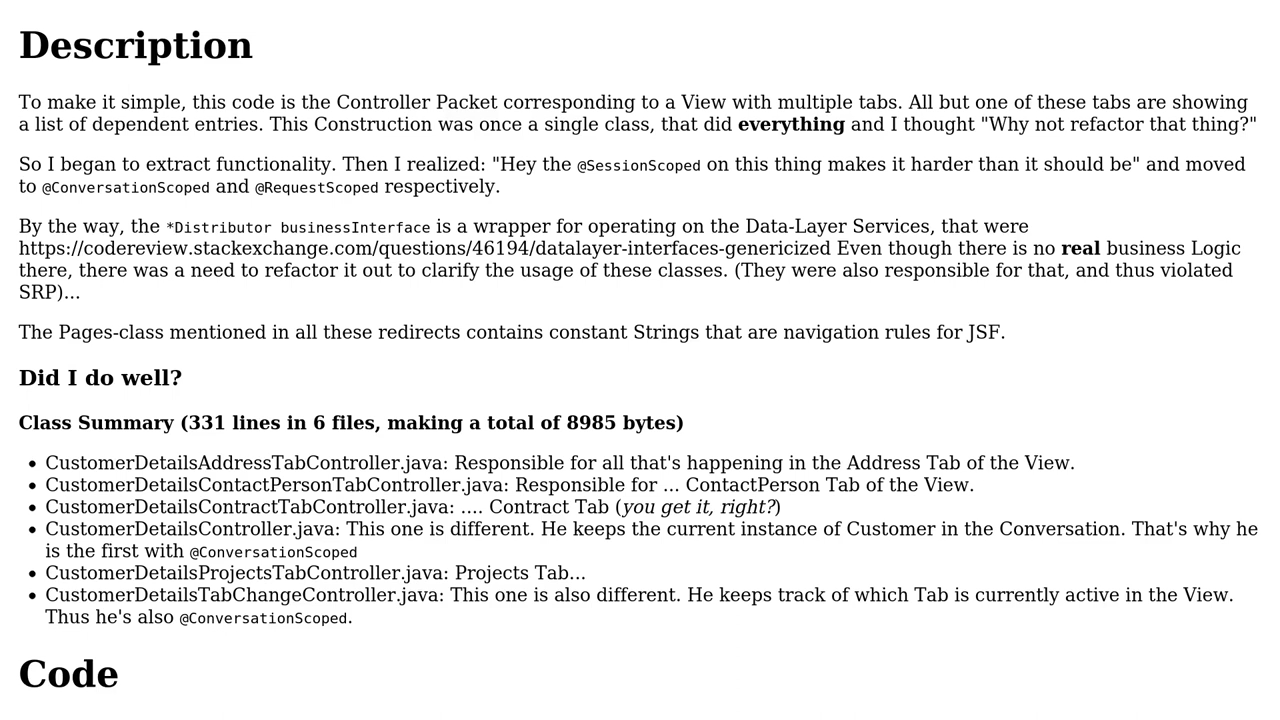 Description
To make it simple, this code is the Controller Packet corresponding to a View with multiple tabs. All but one of these tabs are showing
a list of dependent entries. This Construction was once a single class, that did everything and I thought "Why not refactor that thing?"
So I began to extract functionality. Then I realized: "Hey the @SessionScoped on this thing makes it harder than it should be" and moved
to @ConversationScoped and @RequestScoped respectively.
By the way, the *Distributor businessInterface is a wrapper for operating on the Data-Layer Services, that were
https://codereview.stackexchange.com/questions/46194/datalayer-interfaces-genericized Even though there is no real business Logic
there, there was a need to refactor it out to clarify the usage of these classes. (They were also responsible for that, and thus violated
SRP)...
The Pages-class mentioned in all these redirects contains constant Strings that are navigation rules for JSF.
Did I do well?
Class Summary (331 lines in 6 files, making a total of 8985 bytes)
• CustomerDetailsAddressTabController.java: Responsible for all that's happening in the Address Tab of the View.
• CustomerDetailsContactPersonTabController.java: Responsible for ... ContactPerson Tab of the View.
• CustomerDetailsContractTabController.java: .... Contract Tab (you get it, right?)
• CustomerDetailsController.java: This one is different. He keeps the current instance of Customer in the Conversation. That's why he
is the first with @ConversationScoped
• CustomerDetailsProjectsTabController.java: Projects Tab...
• CustomerDetailsTabChangeController.java: This one is also different. He keeps track of which Tab is currently active in the View.
Thus he's also @ConversationScoped.
Code